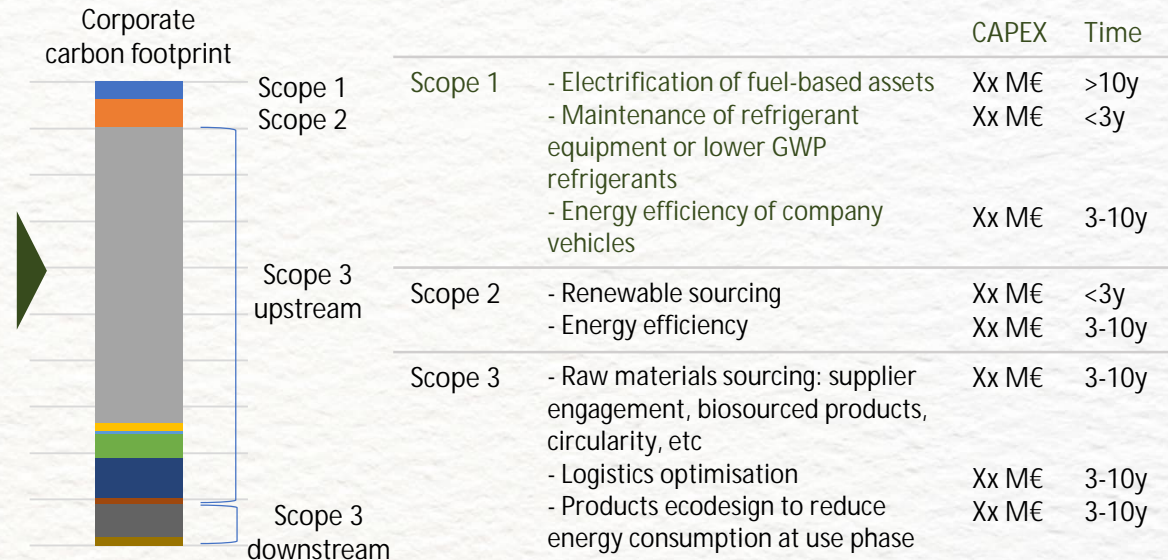 Corporate
carbon footprint
Scope 1
Scope 2
Scope 3
upstream
Scope 3
downstream
CAPEX Time
Scope 1 - Electrification of fuel-based assets Xx M€ >10y
- Maintenance of refrigerant Xx M€ <3y
equipment or lower GWP
refrigerants
- Energy efficiency of company Xx M€ 3-10y
vehicles
Scope 2 - Renewable sourcing Xx M€ <3y
- Energy efficiency Xx M€ 3-10y
Scope 3 - Raw materials sourcing: supplier Xx M€ 3-10y
engagement, biosourced products,
circularity, etc
- Logistics optimisation Xx M€ 3-10y
- Products ecodesign to reduce Xx M€ 3-10y
energy consumption at use phase